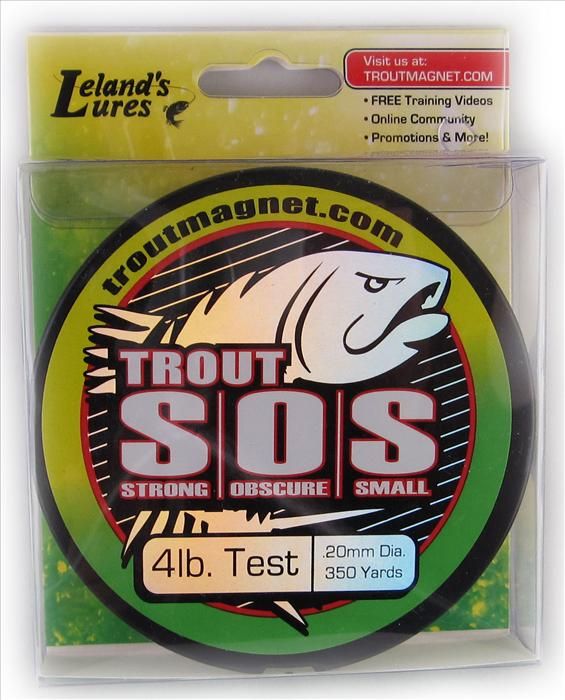 Leland's
Lures
Visit us at:
TROUTMAGNET.COM
• FREE Training Videos
• Online Community
• Promotions & More!
troutmagnet.com
TROUT
S|O|S
STRONG OBSCURE SMALL
4lb. Test
.20mm Dia.
350 Yards